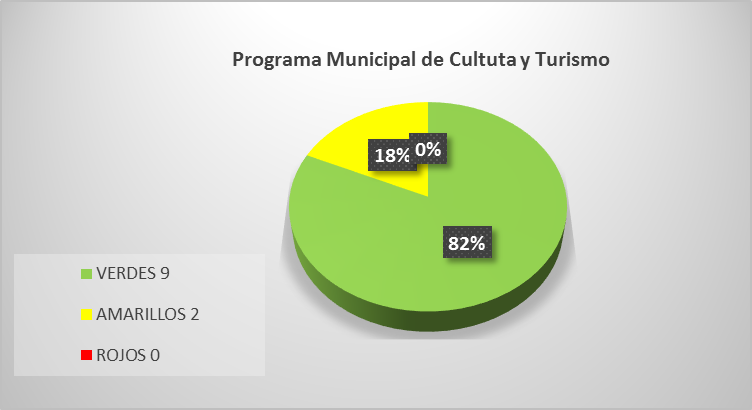 Programa Municipal de Cultuta y Turismo
18%
0%
82%
VERDES 9
AMARILLOS 2
ROJOS 0